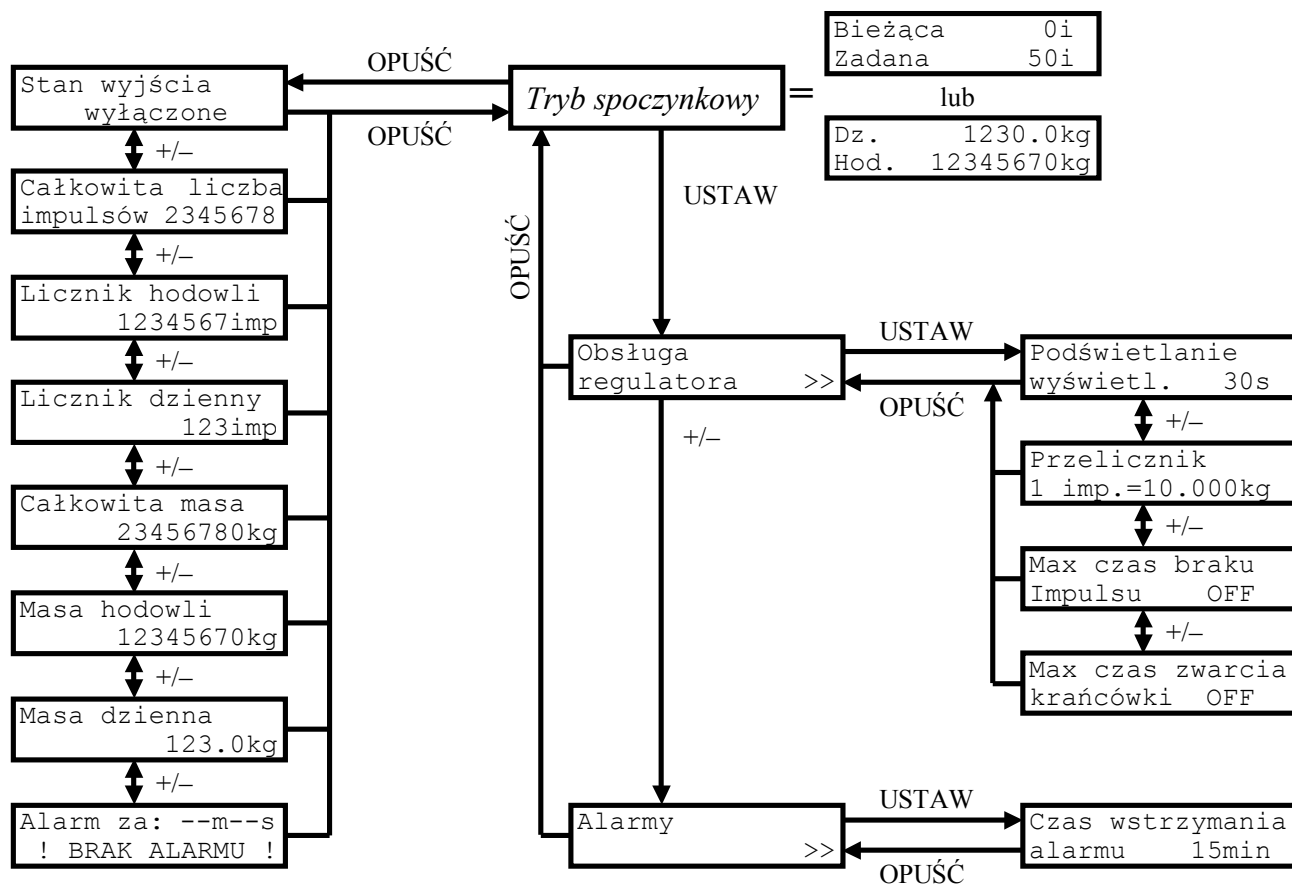 Stan wyjścia
wyłączone
+/–
Całkowita liczba
impulsów 2345678
+/–
Licznik hodowli
1234567imp
+/–
Licznik dzienny
123imp
+/–
Całkowita masa
23456780kg
+/–
Masa hodowli
12345670kg
+/–
Masa dzienna
123.0kg
+/–
Alarm za: --m--s
! BRAK ALARMU !
OPUŚĆ
OPUŚĆ
Tryb spoczynkowy
=
Bieżąca 0i
Zadana 50i
lub
Dz. 1230.0kg
Hod. 12345670kg
USTAW
OPUŚĆ
Obsługa
regulatora >>
+/–
Alarmy
>>
USTAW
OPUŚĆ
Podświetlanie
wyświetl. 30s
+/–
Przelicznik
1 imp.=10.000kg
+/–
Max czas braku
Impulsu OFF
+/–
Max czas zwarcia
krańcówki OFF
USTAW
OPUŚĆ
Czas wstrzymania
alarmu 15min